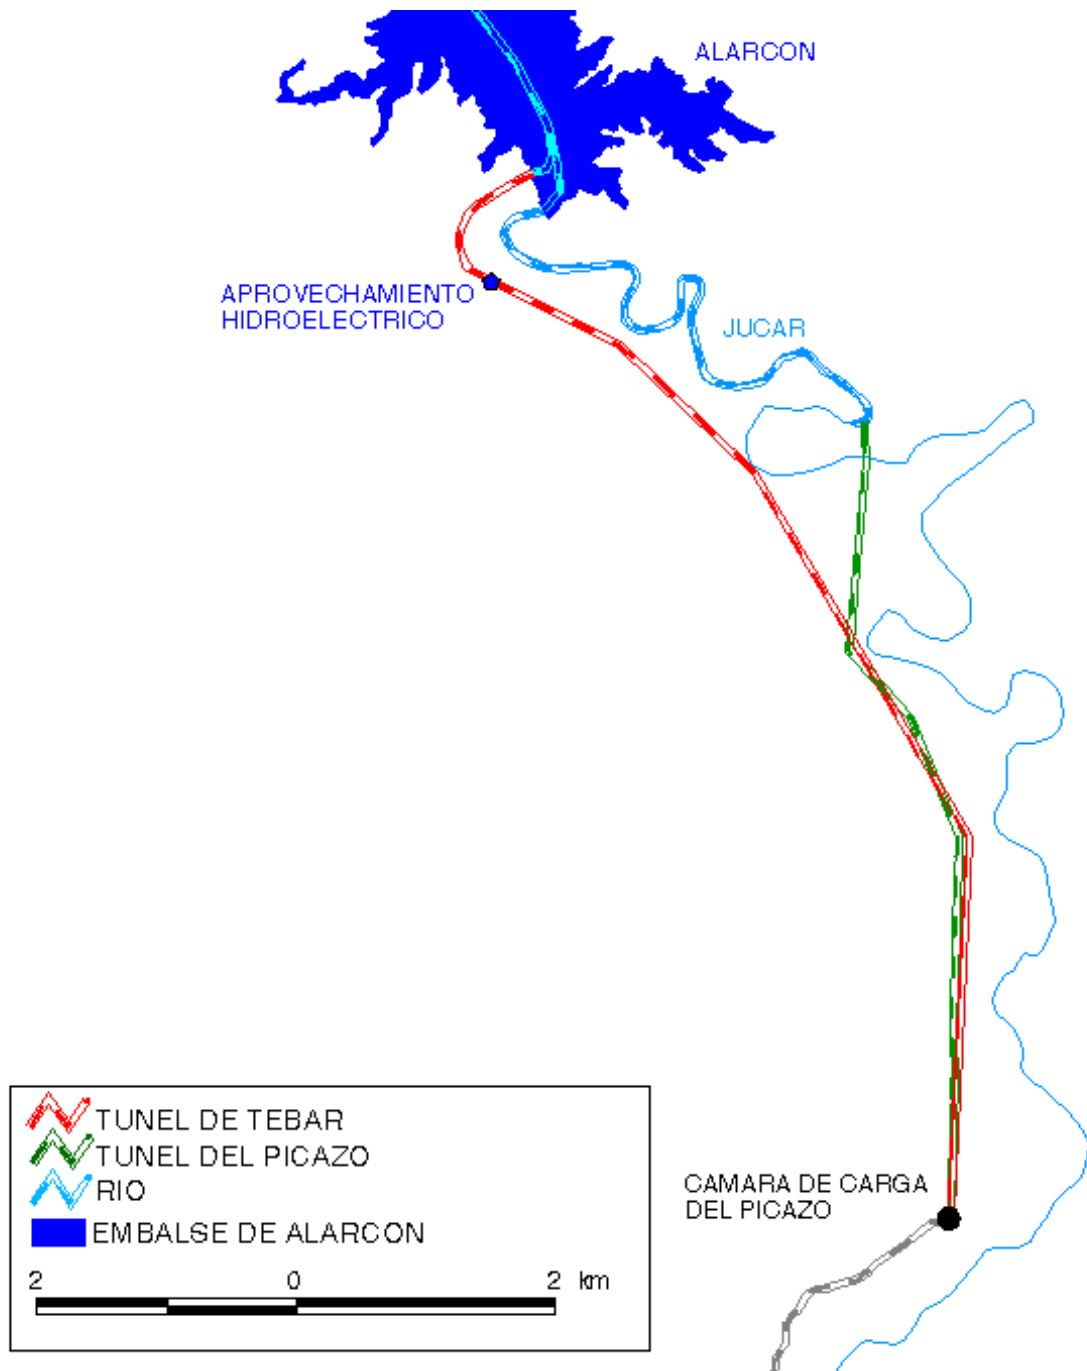 ALARCON
APROVECHAMIENTO
HIDROELECTRICO
JUCAR
CAMARA DE CARGA
DEL PICAZO
TUNEL DE TEBAR
TUNEL DEL PICAZO
RIO
EMBALSE DE ALARCON
2 0 2 km